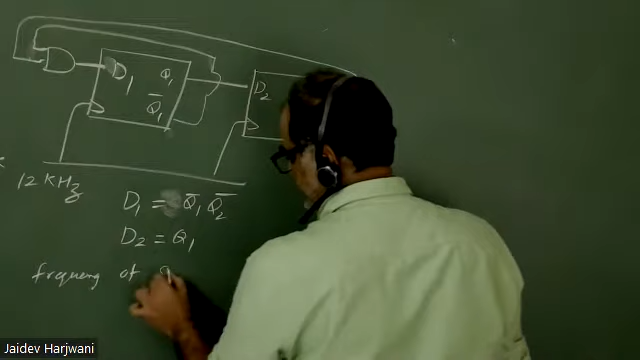 D1 Q1
Q̅1
D2
12 KHz
D1 = Q̅1 Q̅2
D2 = Q1
frequency of
Jaidev Harjwani